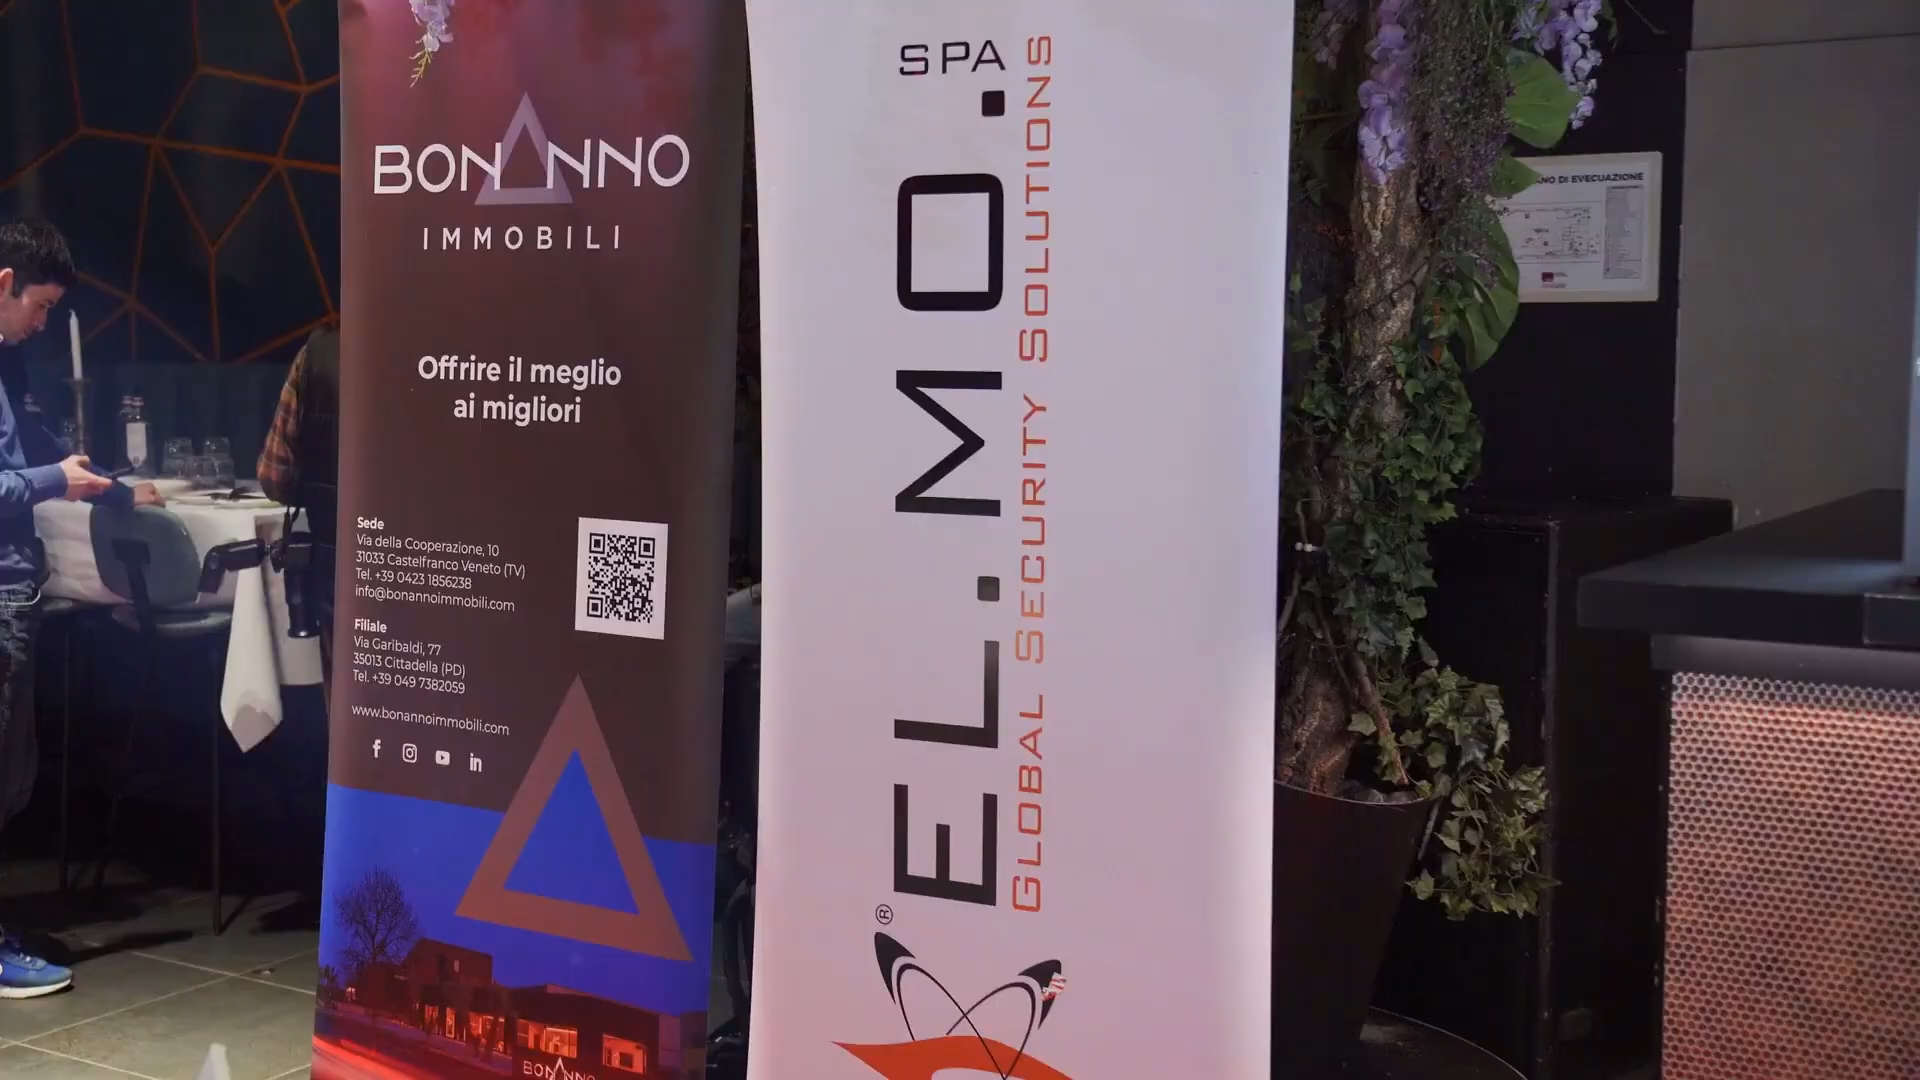 BONANNO
IMMOBILI
Offrire il meglio
ai migliori
Sede
Via della Cooperazione, 10
31033 Castelfranco Veneto (TV)
Tel. +39 0423 1856238
info@bonannoimmobili.com
Filiale
Via Garibaldi, 77
35013 Cittadella (PD)
Tel. +39 049 7382059
www.bonannoimmobili.com
BONANNO
EL.MO. SPA
GLOBAL SECURITY SOLUTIONS
®
DI EVECUAZIONE